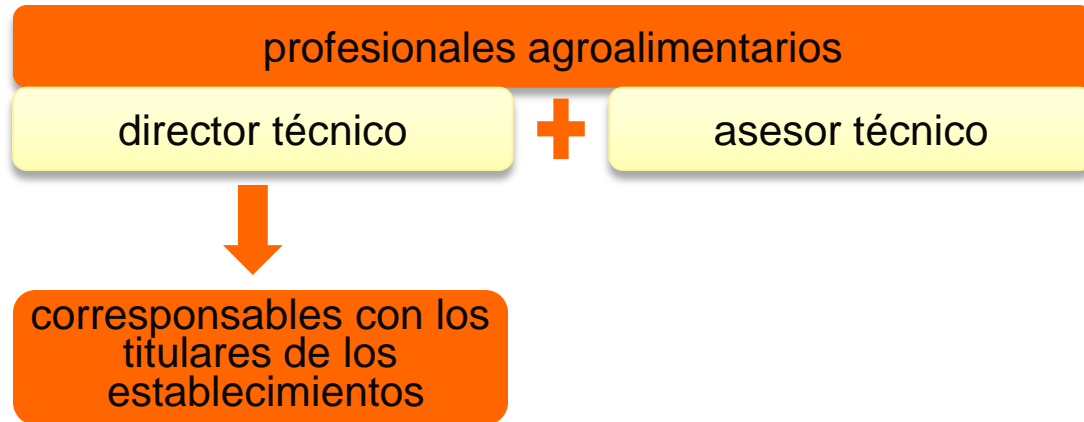 profesionales agroalimentarios
director técnico
asesor técnico
corresponsables con los
titulares de los
establecimientos